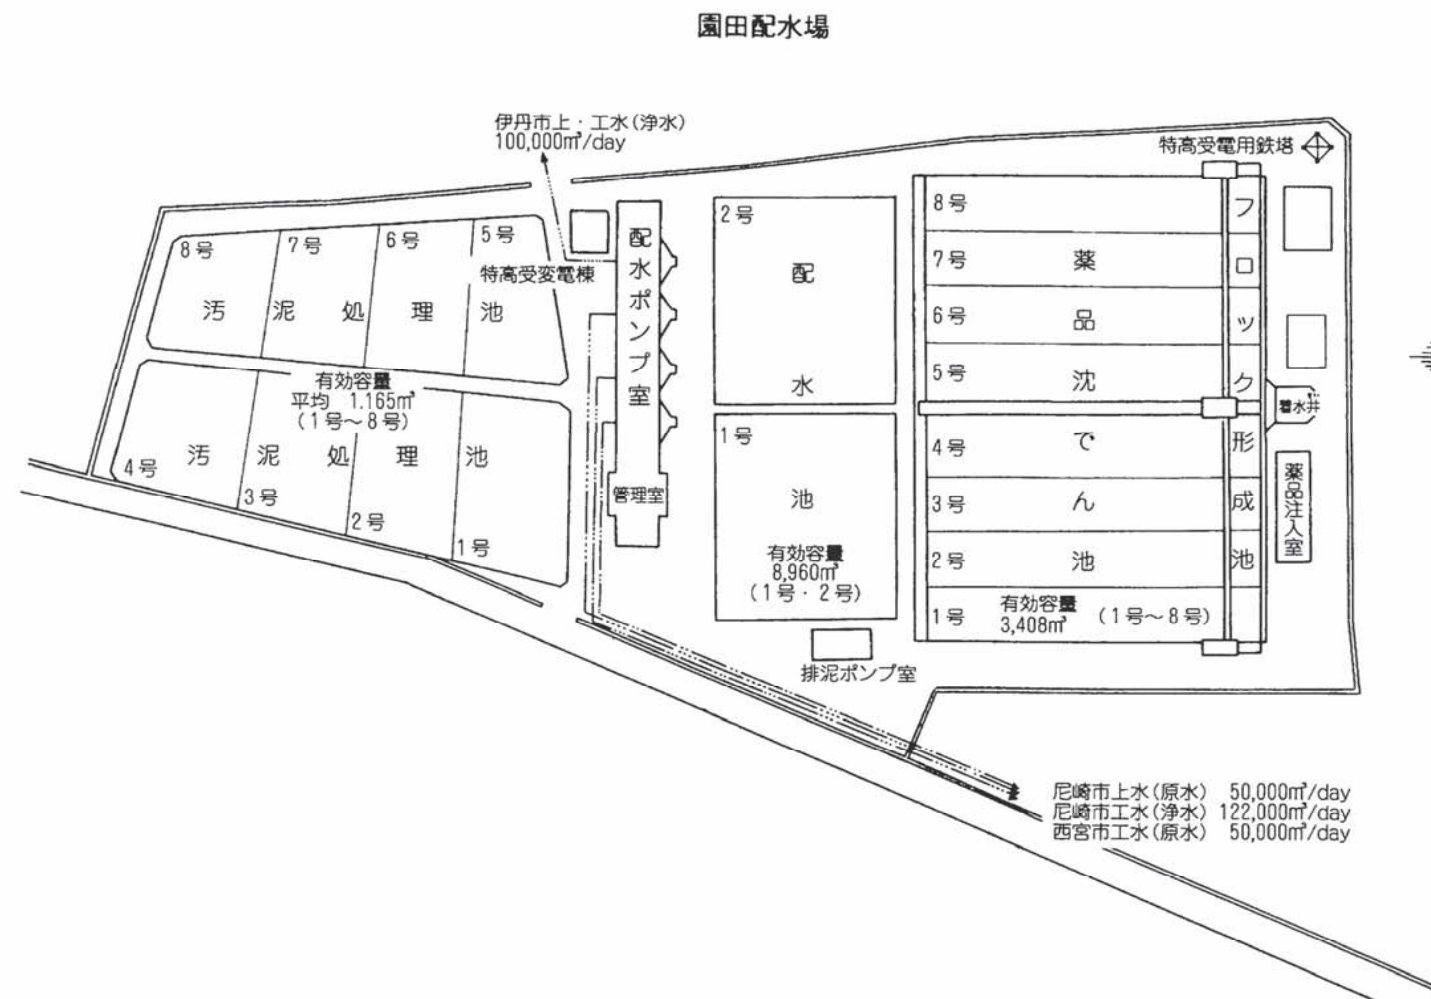 園田配水場
伊丹市上・工水(浄水)
100,000㎥/day
特高受電用鉄塔
8号
7号
6号
5号
汚泥処理池
特高受変電棟
有効容量
平均 1.165㎥
(1号〜8号)
汚泥処理池
4号
3号
2号
1号
配水ポンプ室
管理室
2号
1号
配水池
有効容量
8,960㎥
(1号・2号)
排泥ポンプ室
8号
7号
6号
5号
4号
3号
2号
1号
薬品沈でん池
有効容量
3,408㎥
(1号〜8号)
フロック形成池
着水井
薬品注入室
尼崎市上水(原水) 50,000㎥/day
尼崎市工水(浄水) 122,000㎥/day
西宮市工水(原水) 50,000㎥/day